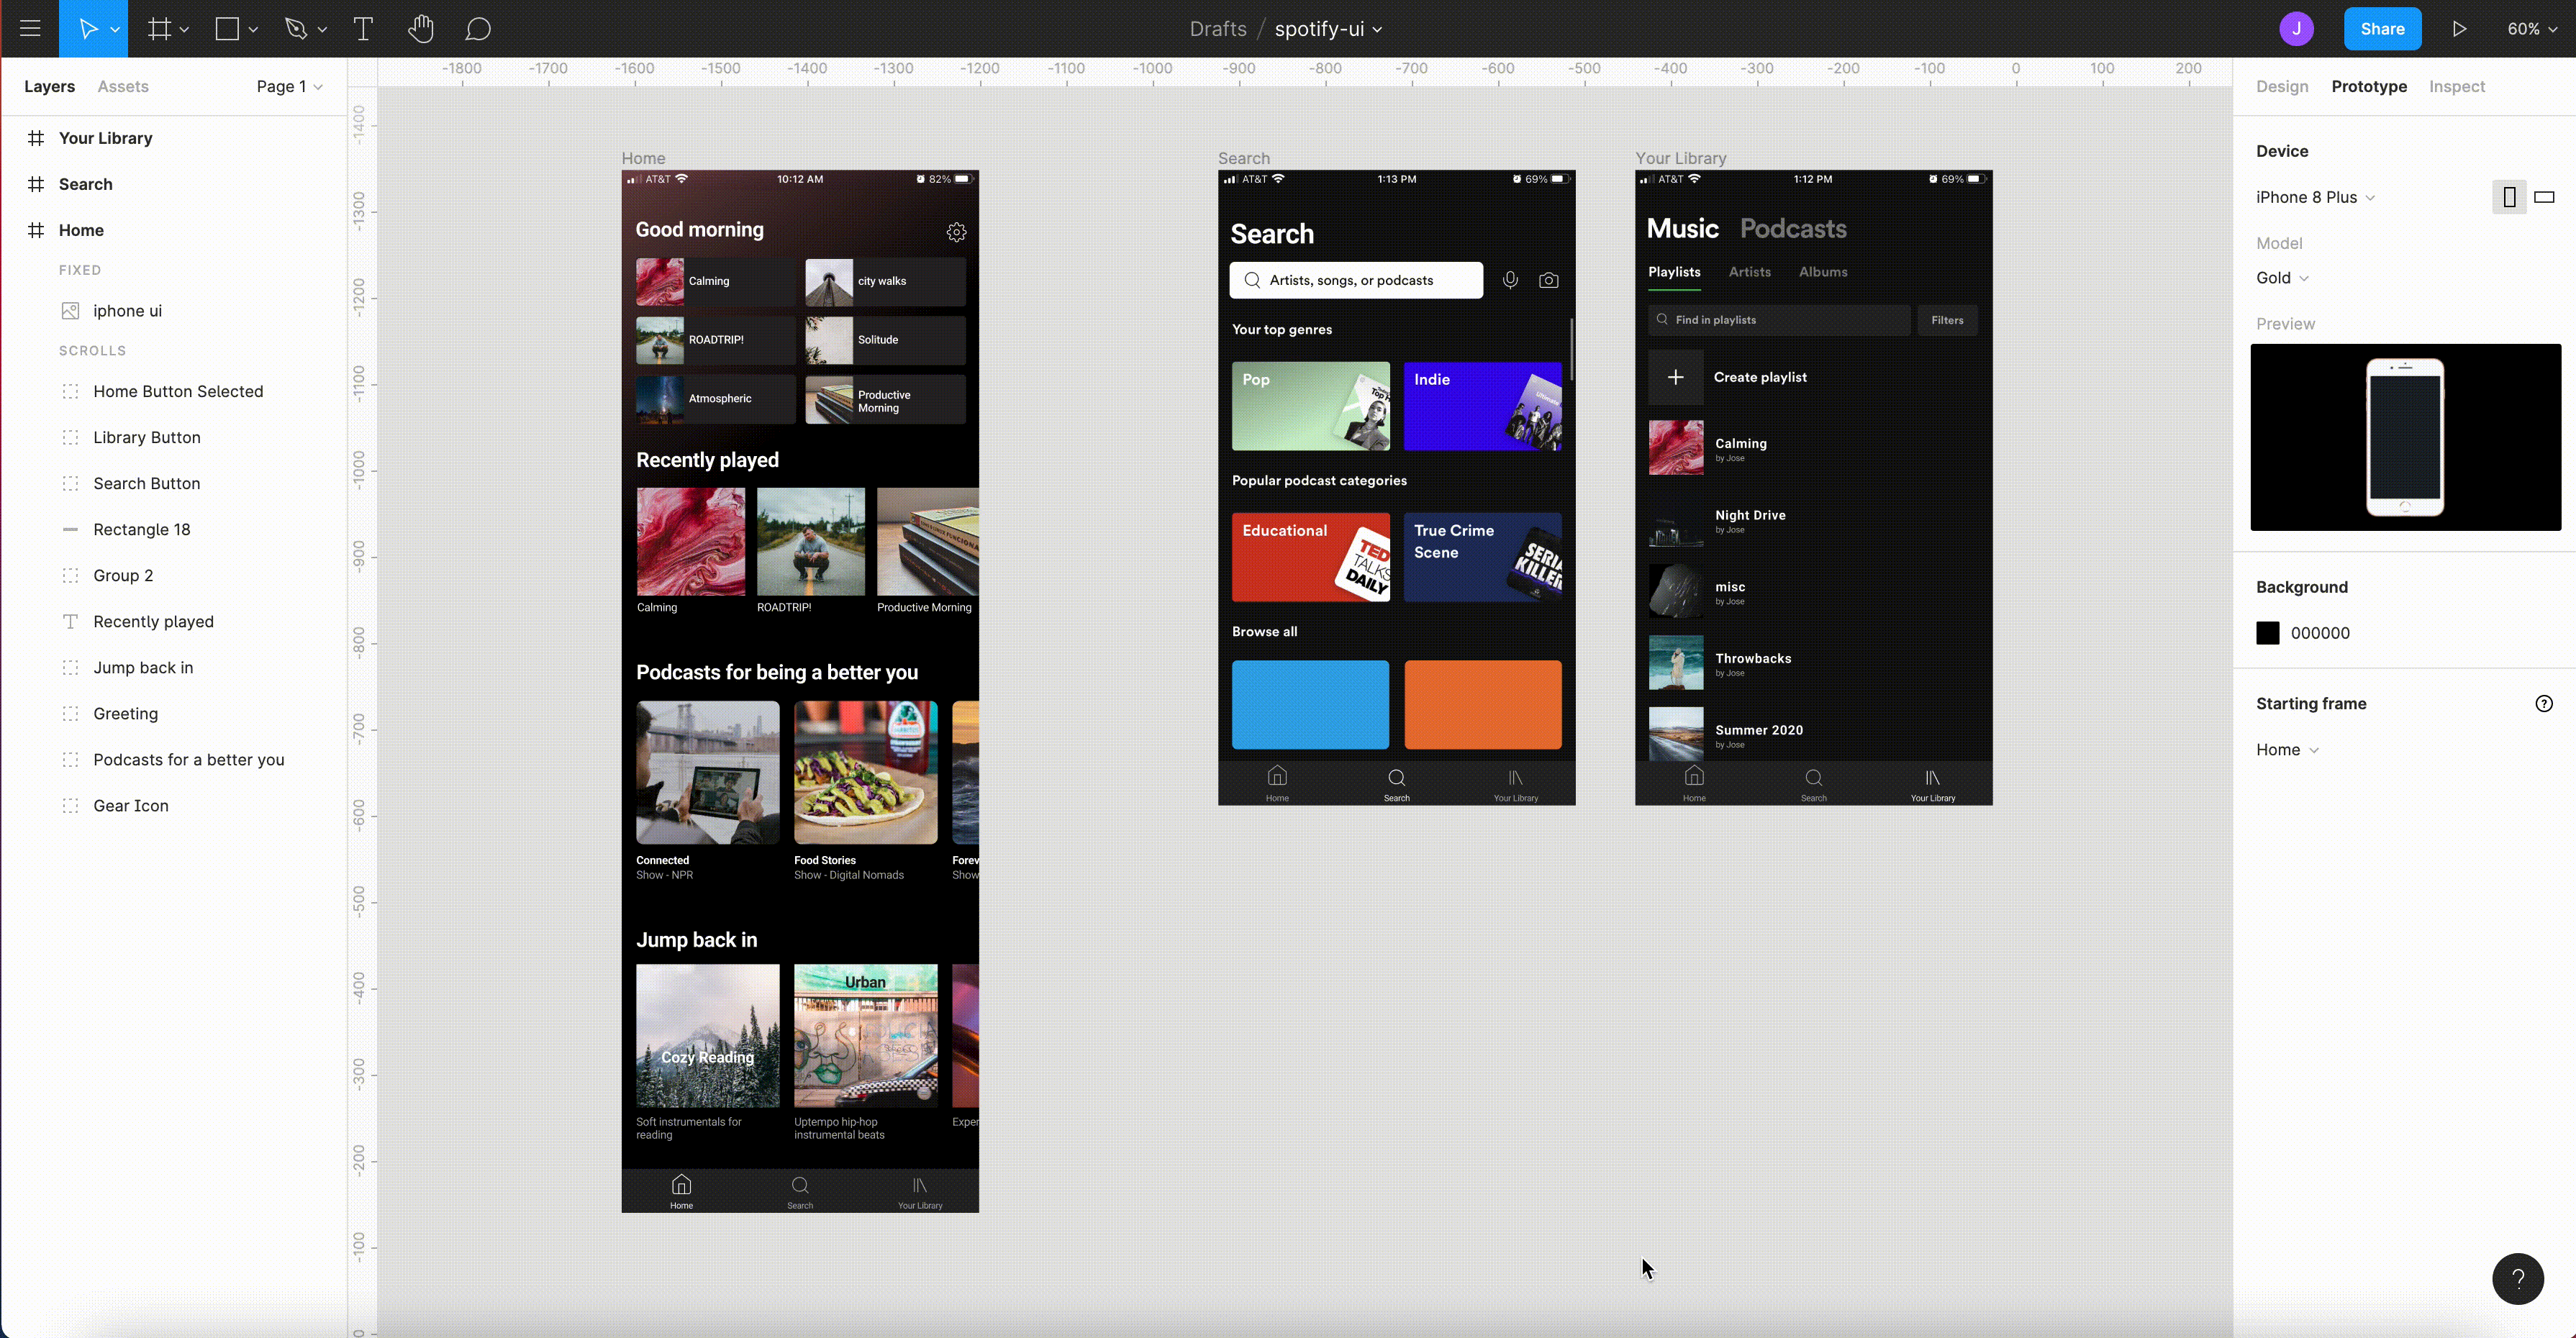 Drafts / spotify-ui
J
Share
60%
Layers Assets Page 1
-1800 -1700 -1600 -1500 -1400 -1300 -1200 -1100 -1000 -900 -800 -700 -600 -500 -400 -300 -200 -100 0 100 200
-1400
-1300
-1200
-1100
-1000
-900
-800
-700
-600
-500
-400
-300
-200
-100
0
Your Library
Search
Home
FIXED
iphone ui
SCROLLS
Home Button Selected
Library Button
Search Button
Rectangle 18
Group 2
Recently played
Jump back in
Greeting
Podcasts for a better you
Gear Icon
Home
AT&T 10:12 AM 82%
Good morning
Calming city walks
ROADTRIP! Solitude
Atmospheric Productive
Morning
Recently played
Calming ROADTRIP! Productive Morning
Podcasts for being a better you
Connected Food Stories Forev
Show - NPR Show - Digital Nomads Show
Jump back in
Urban
Cozy Reading
Soft instrumentals for
reading
Uptempo hip-hop
instrumental beats
Exper
Home Search Your Library
Search
AT&T 1:13 PM 69%
Search
Artists, songs, or podcasts
Your top genres
Pop
Indie
Ultimate
Popular podcast categories
Educational
TED
TALKS
DAILY
True Crime
Scene
SERIA
KILLER
Browse all
Home Search Your Library
Your Library
AT&T 1:12 PM 69%
Music Podcasts
Playlists Artists Albums
Find in playlists Filters
Create playlist
Calming
by Jose
Night Drive
by Jose
misc
by Jose
Throwbacks
by Jose
Summer 2020
by Jose
Home Search Your Library
Design Prototype Inspect
Device
iPhone 8 Plus
Model
Gold
Preview
Background
000000
Starting frame
?
Home
?